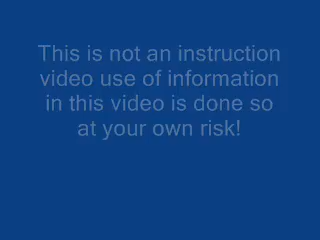 This is not an instruction
video use of information
in this video is done so
at your own risk!